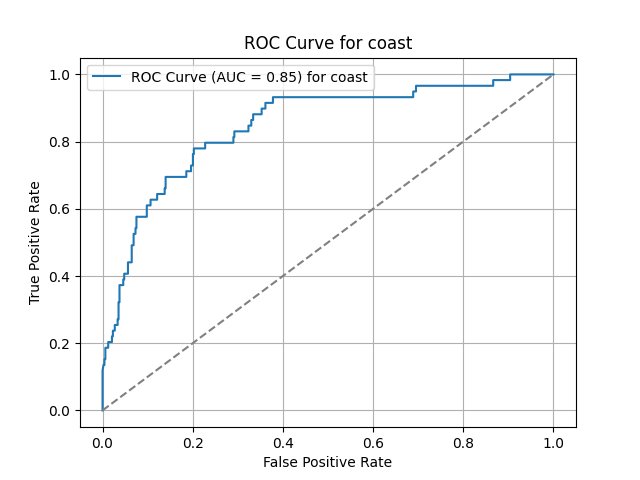 ROC Curve for coast
ROC Curve (AUC = 0.85) for coast
True Positive Rate
1.0
0.8
0.6
0.4
0.2
0.0
0.0 0.2 0.4 0.6 0.8 1.0
False Positive Rate